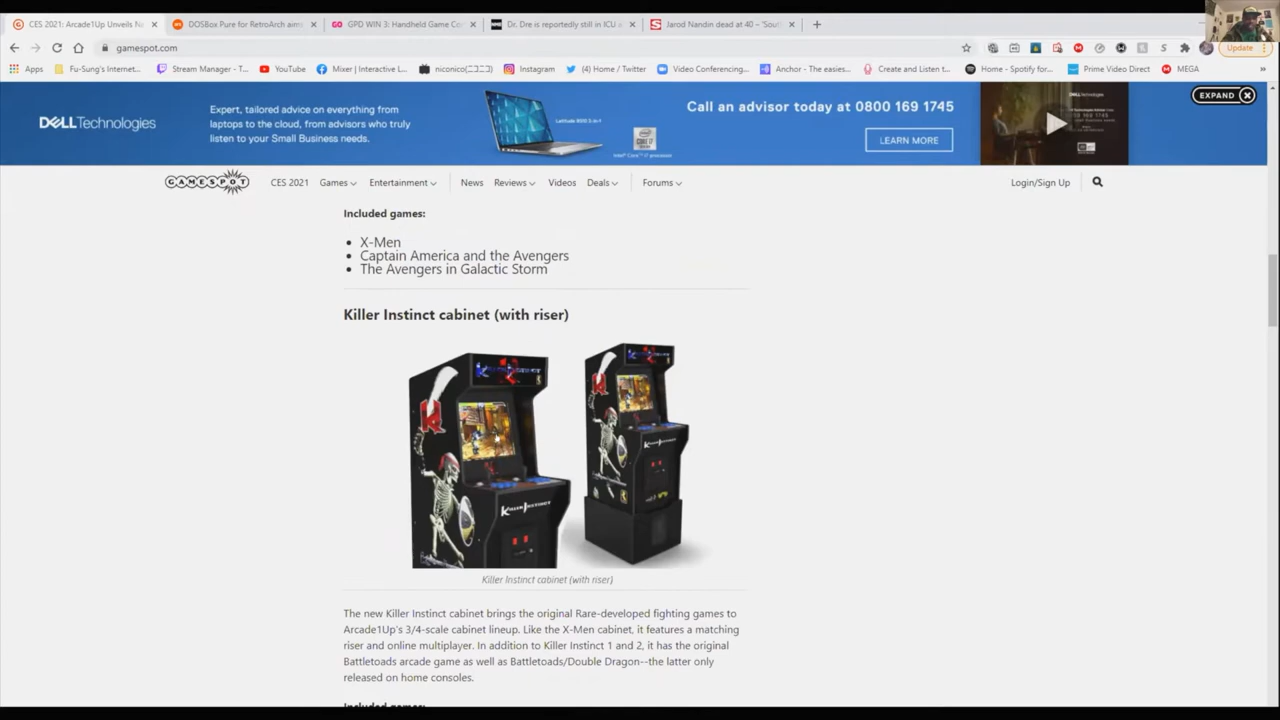 CES 2021: Arcade1Up Unveils Ne
DOSBox Pure for RetroArch aims
GPD WIN 3: Handheld Game Co
Dr. Dre is reportedly still in ICU
Jarod Nandin dead at 40 – 'Sout
gamespot.com
Update
Apps
Fu-Sung's Internet...
Stream Manager - T...
YouTube
Mixer | Interactive L...
niconico(ニコニコ)
Instagram
(4) Home / Twitter
Video Conferencing...
Anchor - The easies...
Create and Listen t...
Home - Spotify for...
Prime Video Direct
MEGA
DELLTechnologies
Expert, tailored advice on everything from
laptops to the cloud, from advisors who truly
listen to your Small Business needs.
Call an advisor today at 0800 169 1745
LEARN MORE
EXPAND
GAMESPOT
CES 2021
Games
Entertainment
News
Reviews
Videos
Deals
Forums
Login/Sign Up
Included games:
• X-Men
• Captain America and the Avengers
• The Avengers in Galactic Storm
Killer Instinct cabinet (with riser)
KILLER INSTINCT
Killer Instinct cabinet (with riser)
The new Killer Instinct cabinet brings the original Rare-developed fighting games to
Arcade1Up's 3/4-scale cabinet lineup. Like the X-Men cabinet, it features a matching
riser and online multiplayer. In addition to Killer Instinct 1 and 2, it has the original
Battletoads arcade game as well as Battletoads/Double Dragon--the latter only
released on home consoles.
Included games: